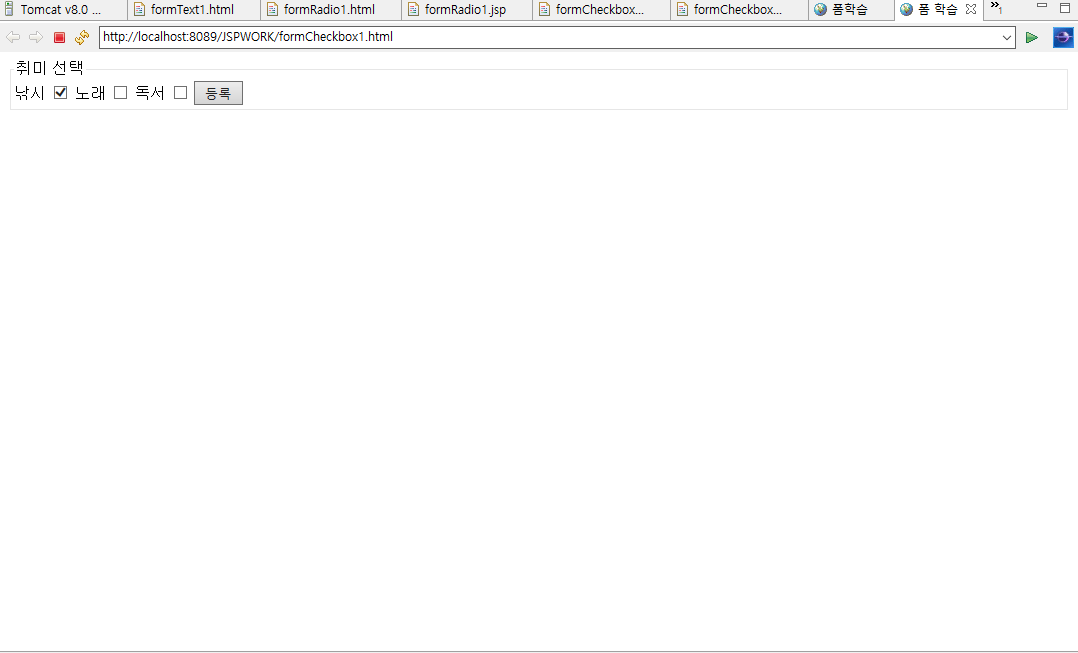 Tomcat v8.0 ... formText1.html formRadio1.html formRadio1.jsp formCheckbox... formCheckbox...폼학습 폼 학습 »1
http://localhost:8089/JSPWORK/formCheckbox1.html
취미 선택
낚시 노래 독서 등록